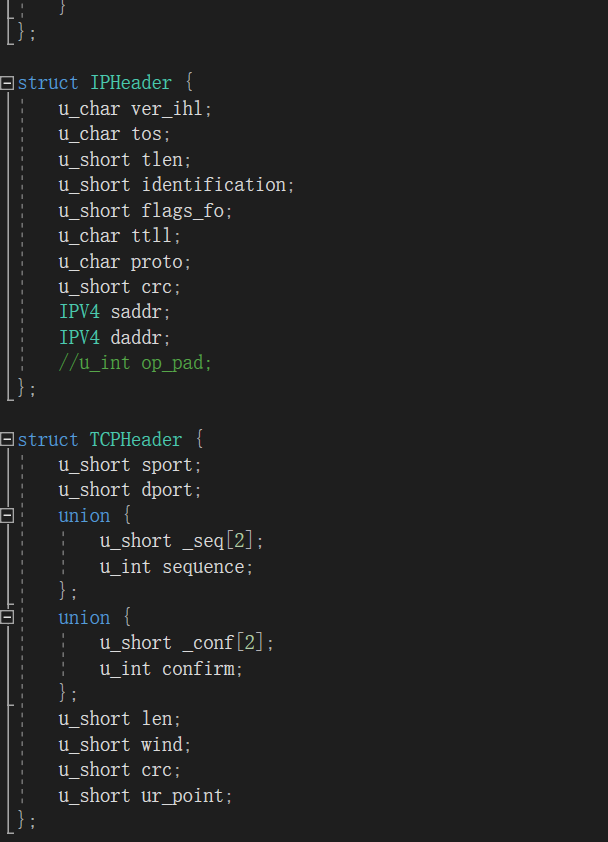 }
};
struct IPHeader {
u_char ver_ihl;
u_char tos;
u_short tlen;
u_short identification;
u_short flags_fo;
u_char ttll;
u_char proto;
u_short crc;
IPV4 saddr;
IPV4 daddr;
//u_int op_pad;
};
struct TCPHeader {
u_short sport;
u_short dport;
union {
u_short _seq[2];
u_int sequence;
};
union {
u_short _conf[2];
u_int confirm;
};
u_short len;
u_short wind;
u_short crc;
u_short ur_point;
};